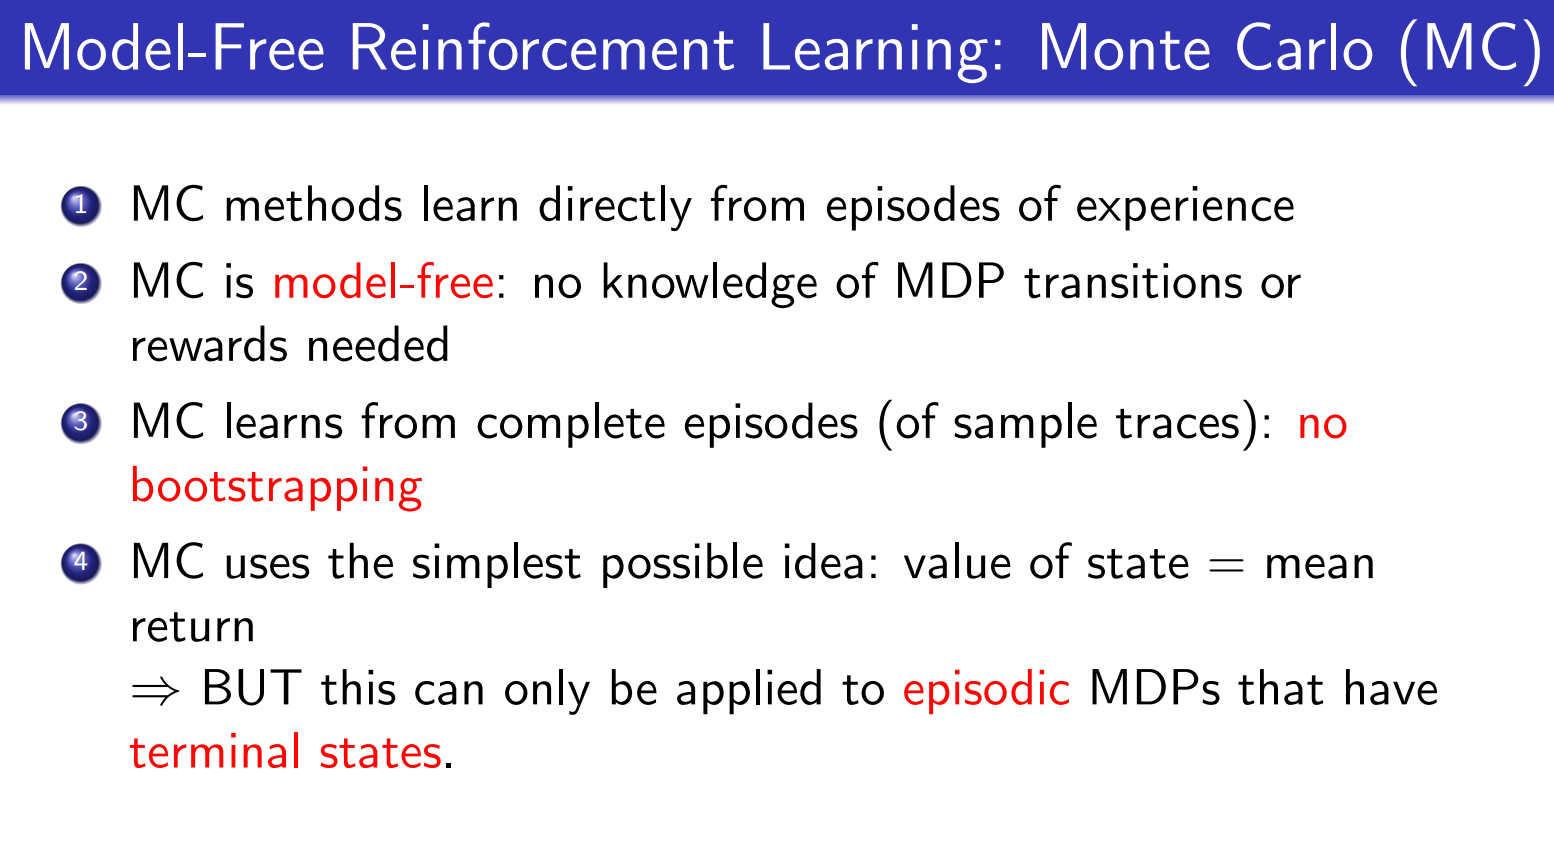 Model-Free Reinforcement Learning: Monte Carlo (MC)
1 MC methods learn directly from episodes of experience
2 MC is model-free: no knowledge of MDP transitions or
rewards needed
3 MC learns from complete episodes (of sample traces): no
bootstrapping
4 MC uses the simplest possible idea: value of state = mean
return
⇒ BUT this can only be applied to episodic MDPs that have
terminal states.